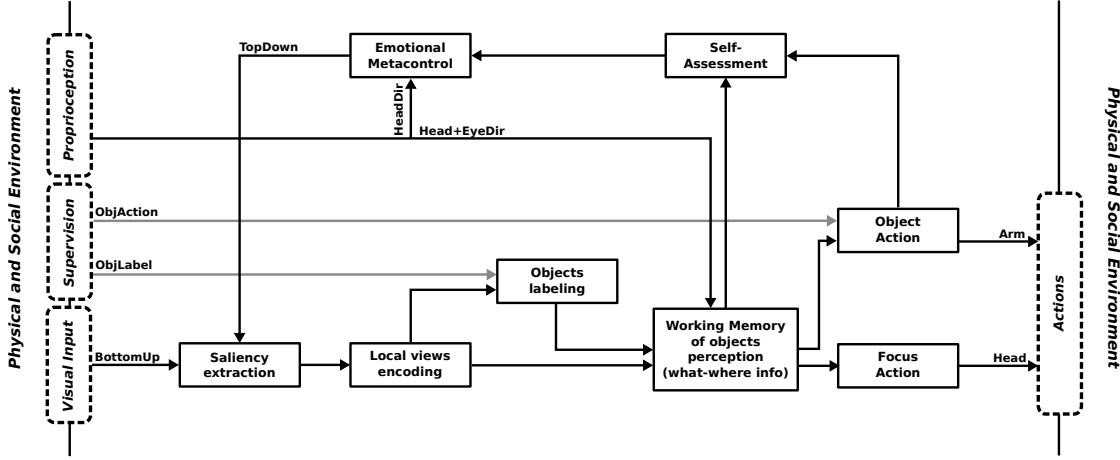 Physical and Social Environment
Proprioception
Supervision
Visual Input
TopDown
Emotional
Metacontrol
Self-
Assessment
HeadDir
Head+EyeDir
ObjAction
Object
Action
Arm
ObjLabel
Objects
labeling
BottomUp
Saliency
extraction
Local views
encoding
Working Memory
of objects
perception
(what-where info)
Focus
Action
Head
Actions
Physical and Social Environment